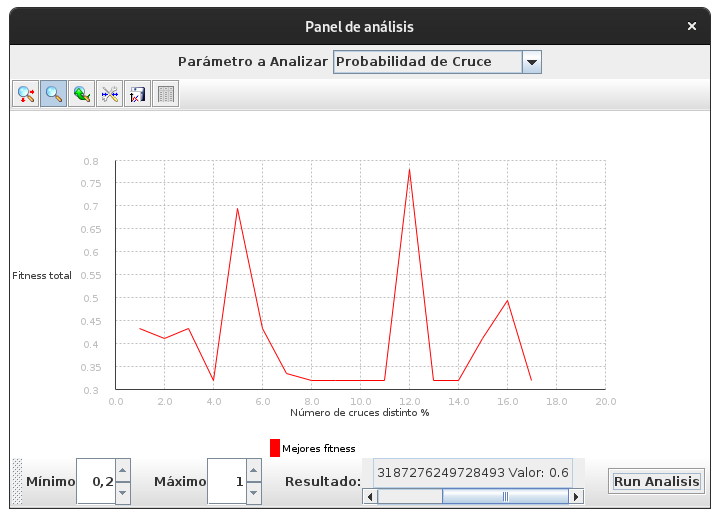 Panel de análisis
Parámetro a Analizar Probabilidad de Cruce
0.8
0.75
0.7
0.65
0.6
0.55
0.5
0.45
0.4
0.35
0.3
Fitness total
0.0 2.0 4.0 6.0 8.0 10.0 12.0 14.0 16.0 18.0 20.0
Número de cruces distinto %
Mejores fitness
Mínimo 0,2 Máximo 1 Resultado: 3187276249728493 Valor: 0.6 Run Analisis